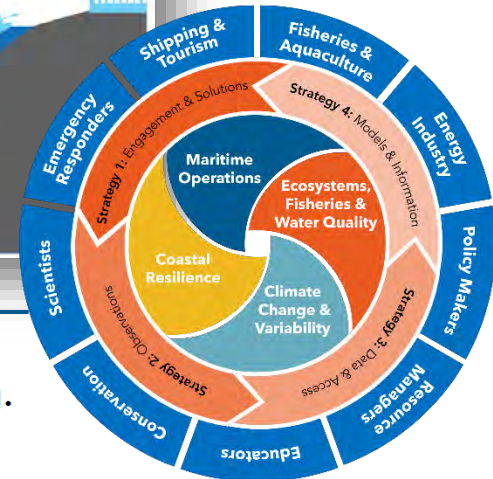 Shipping &
Tourism
Fisheries &
Aquaculture
Energy
Industry
Policy Makers
Resource
Managers
Educators
Conservation
Scientists
Emergency
Responders
Strategy 1: Engagement & Solutions
Strategy 4: Models & Information
Strategy 3: Data & Access
Strategy 2: Observations
Maritime
Operations
Ecosystems,
Fisheries &
Water Quality
Climate
Change &
Variability
Coastal
Resilience